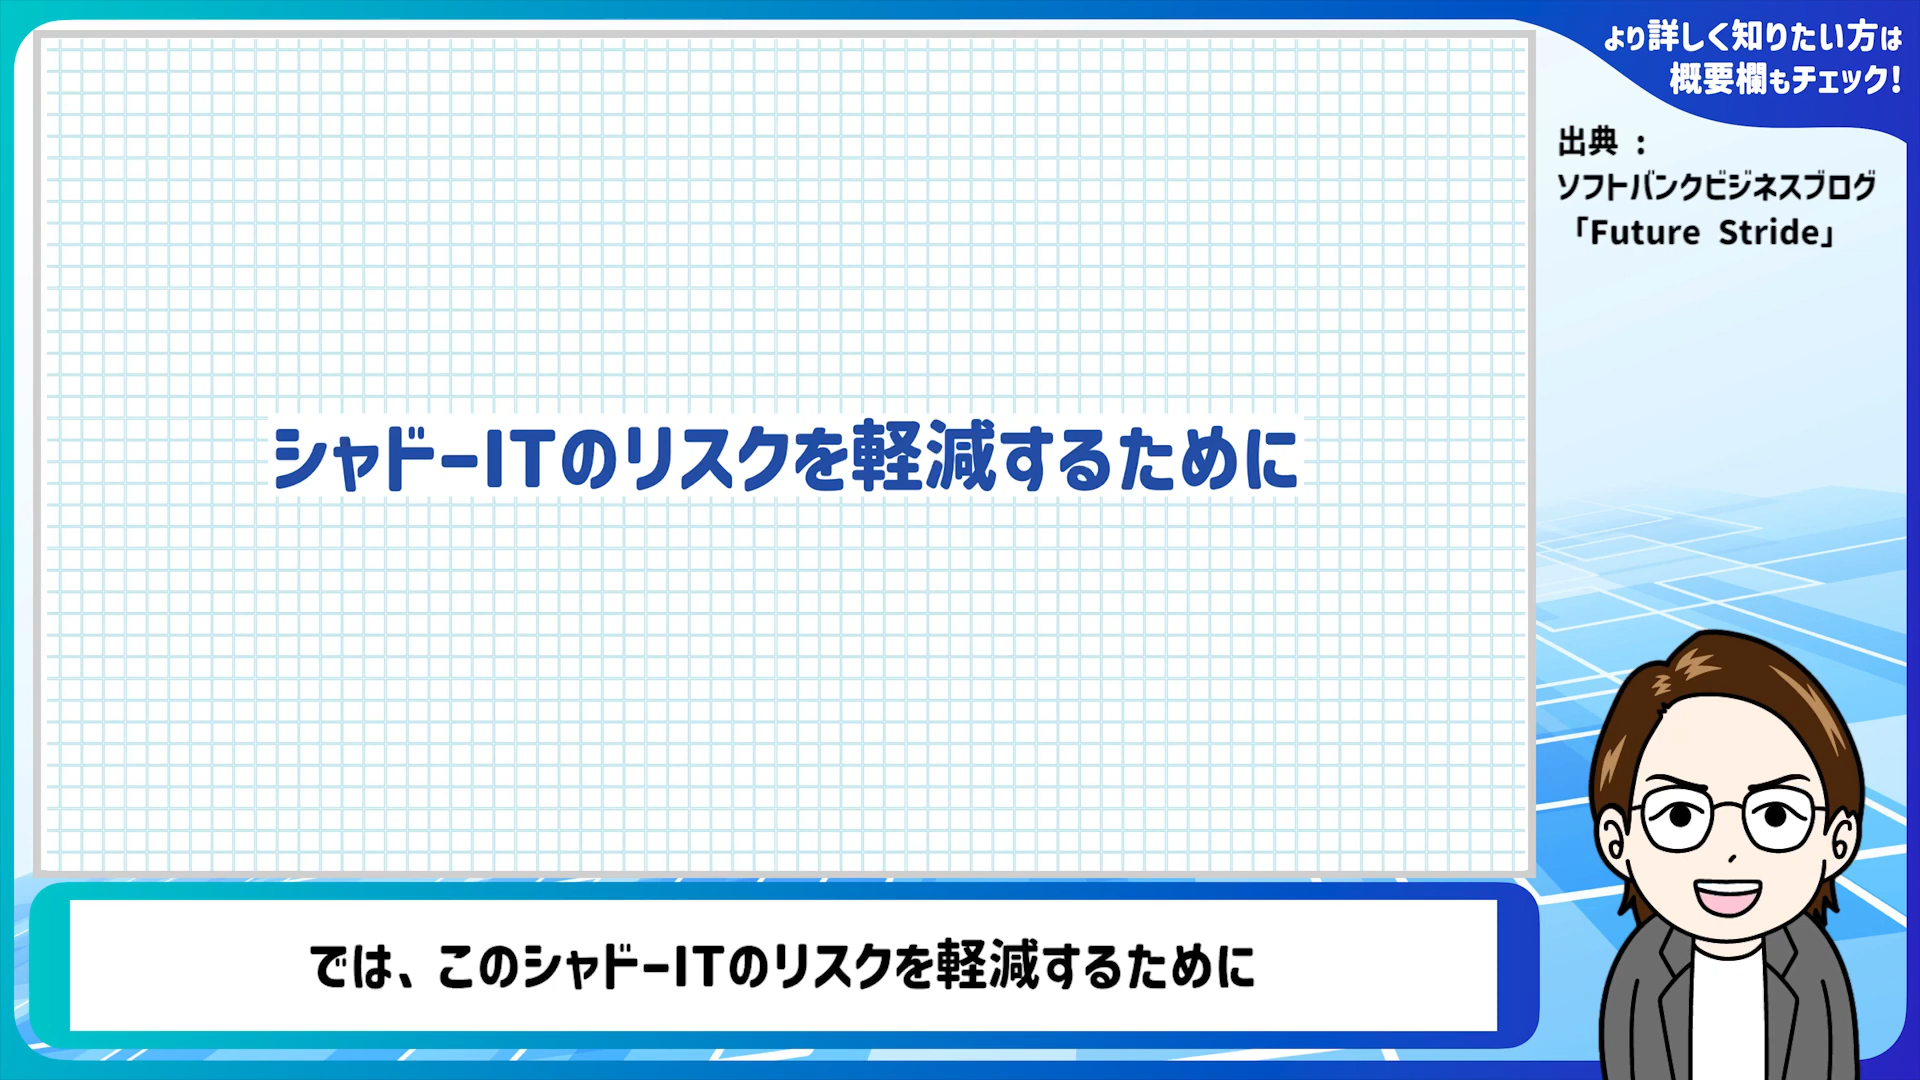 より詳しく知りたい方は
概要欄もチェック!
出典 :
ソフトバンクビジネスブログ
「Future Stride」
シャドーITのリスクを軽減するために
では、このシャドーITのリスクを軽減するために